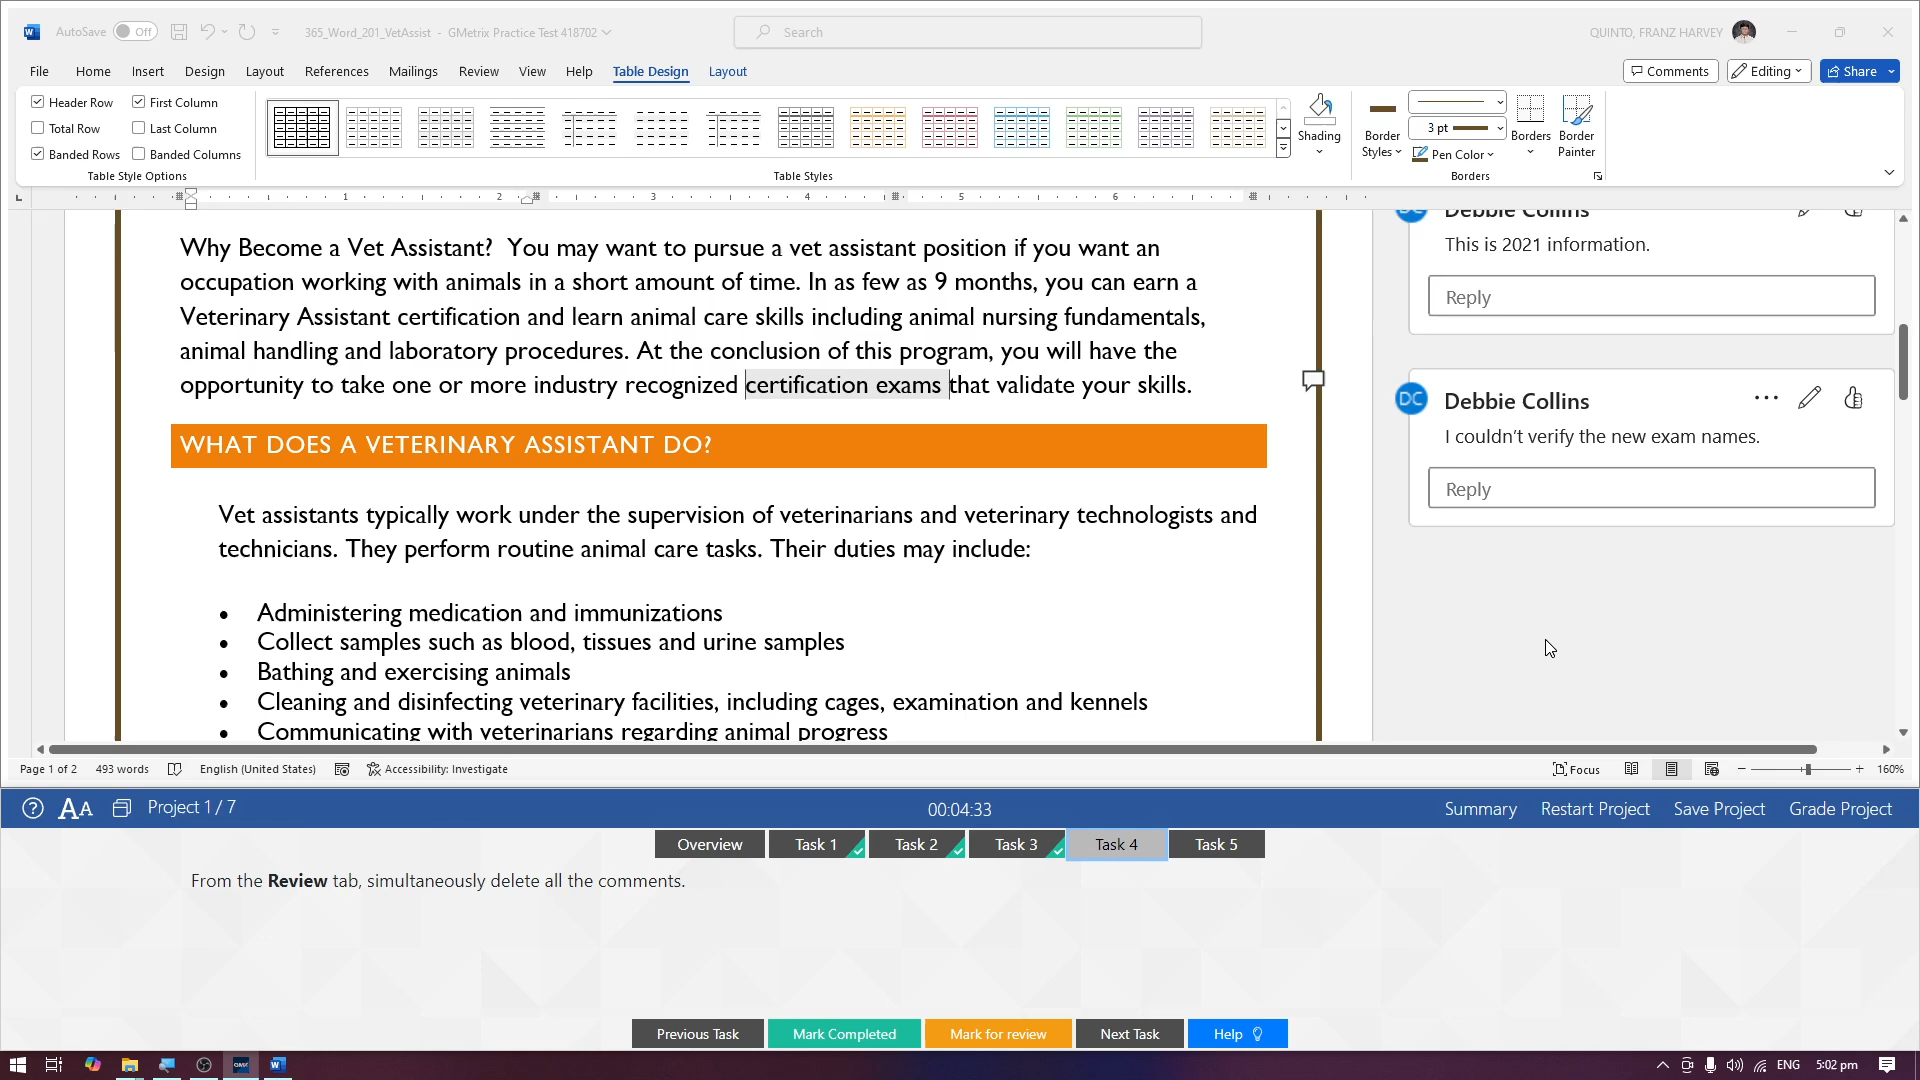 AutoSave Off 365_Word_201_VetAssist - GMetrix Practice Test 418702 Search QUINTO, FRANZ HARVEY
File Home Insert Design Layout References Mailings Review View Help Table Design Layout Comments Editing Share
Header Row First Column
Total Row Last Column
Banded Rows Banded Columns
Table Style Options
Table Styles
Shading
Border Styles
3 pt
Pen Color
Borders
Border Painter
Borders
1 2 3 4 5 6
Why Become a Vet Assistant? You may want to pursue a vet assistant position if you want an
occupation working with animals in a short amount of time. In as few as 9 months, you can earn a
Veterinary Assistant certification and learn animal care skills including animal nursing fundamentals,
animal handling and laboratory procedures. At the conclusion of this program, you will have the
opportunity to take one or more industry recognized certification exams that validate your skills.
WHAT DOES A VETERINARY ASSISTANT DO?
Vet assistants typically work under the supervision of veterinarians and veterinary technologists and
technicians. They perform routine animal care tasks. Their duties may include:
• Administering medication and immunizations
• Collect samples such as blood, tissues and urine samples
• Bathing and exercising animals
• Cleaning and disinfecting veterinary facilities, including cages, examination and kennels
• Communicating with veterinarians regarding animal progress
DC Debbie Collins
This is 2021 information.
Reply
DC Debbie Collins
I couldn't verify the new exam names.
Reply
Page 1 of 2 493 words English (United States) Accessibility: Investigate Focus 160%
Project 1 / 7 00:04:33 Summary Restart Project Save Project Grade Project
Overview Task 1 Task 2 Task 3 Task 4 Task 5
From the Review tab, simultaneously delete all the comments.
Previous Task Mark Completed Mark for review Next Task Help
ENG 5:02 pm